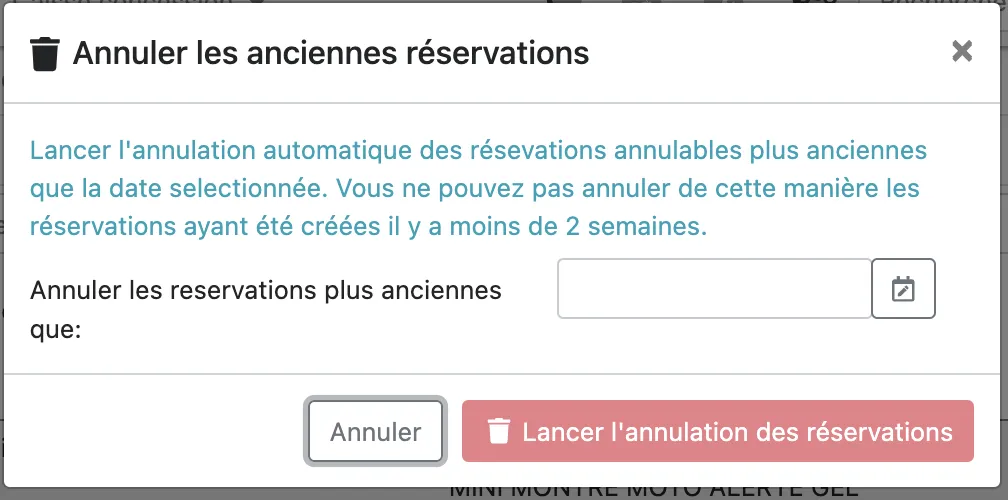 Annuler les anciennes réservations
Lancer l'annulation automatique des résevations annulables plus anciennes
que la date selectionnée. Vous ne pouvez pas annuler de cette manière les
réservations ayant été créées il y a moins de 2 semaines.
Annuler les reservations plus anciennes
que:
Annuler
Lancer l'annulation des réservations
MINI MONTRE MOTO ALERTE GEL